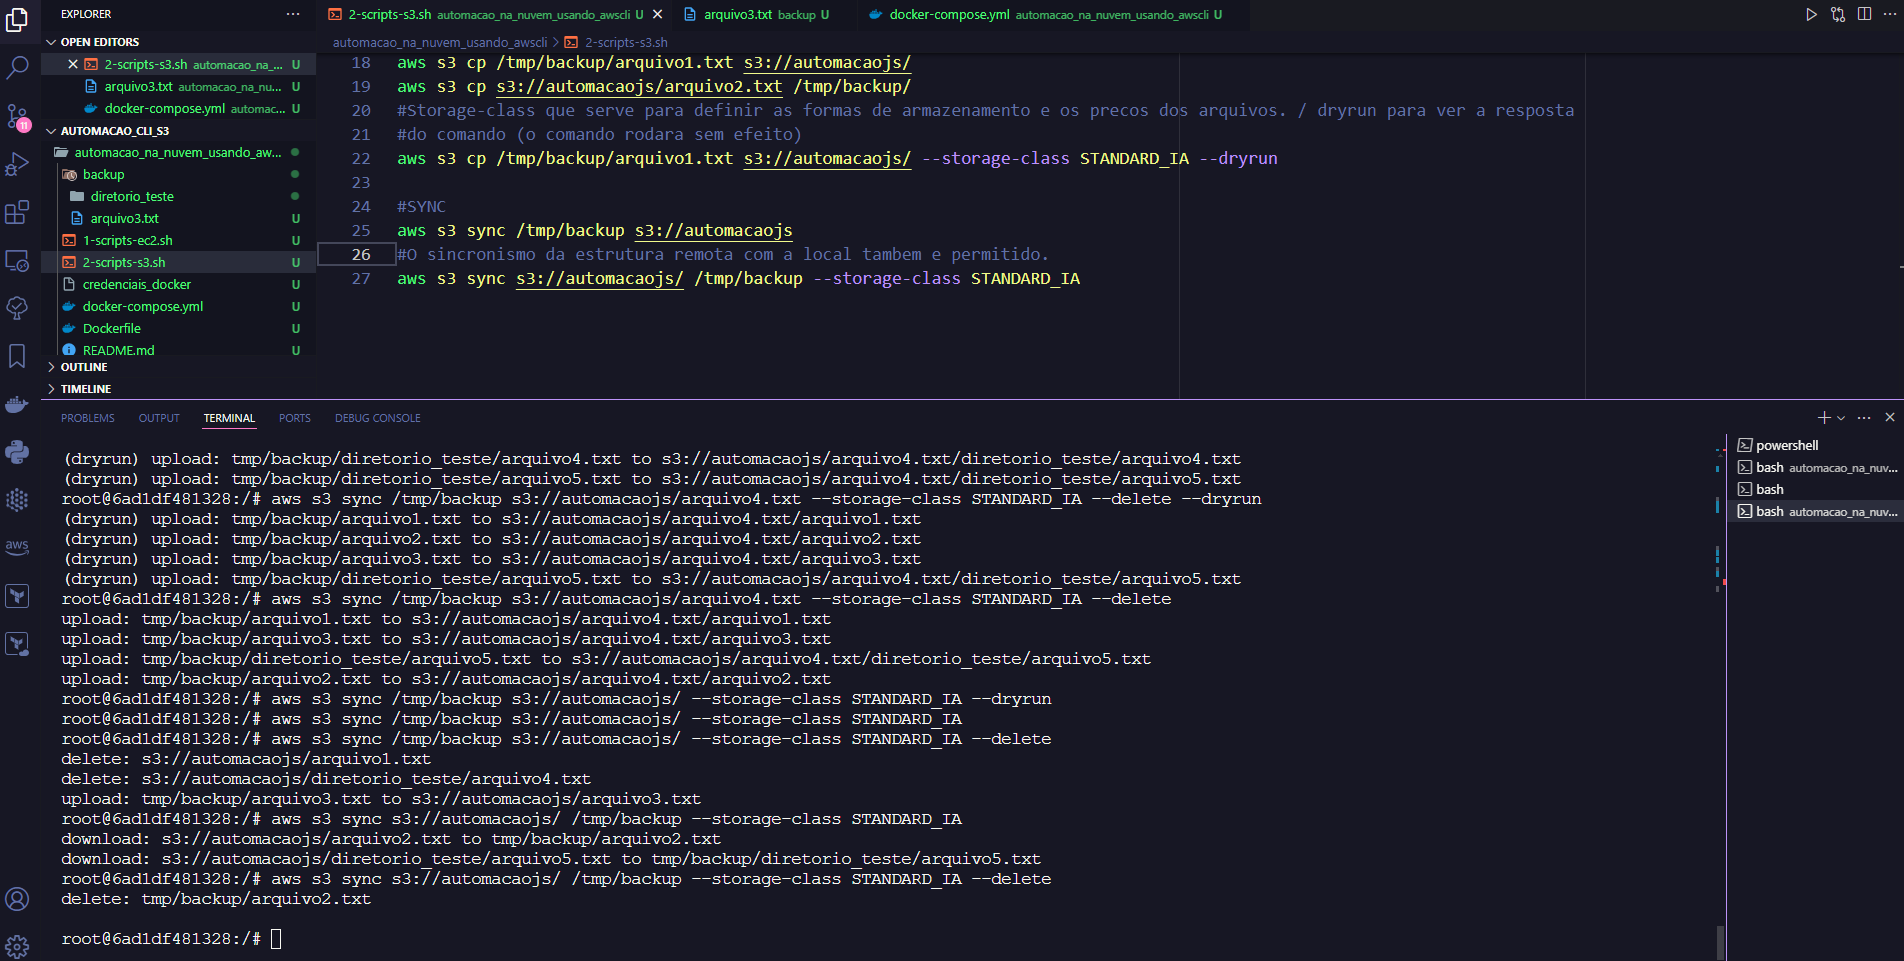 EXPLORER
OPEN EDITORS
2-scripts-s3.sh automacao_na_... U
arquivo3.txt automacao_na_nu... U
docker-compose.yml automac... U
AUTOMACAO_CLI_S3
automacao_na_nuvem_usando_aw...
backup
diretorio_teste
arquivo3.txt U
1-scripts-ec2.sh U
2-scripts-s3.sh U
credenciais_docker U
docker-compose.yml U
Dockerfile U
README.md U
OUTLINE
TIMELINE
11
aws
2-scripts-s3.sh automacao_na_nuvem_usando_awscli U
arquivo3.txt backup U
docker-compose.yml automacao_na_nuvem_usando_awscli U
automacao_na_nuvem_usando_awscli > 2-scripts-s3.sh
18 aws s3 cp /tmp/backup/arquivo1.txt s3://automacaojs/
19 aws s3 cp s3://automacaojs/arquivo2.txt /tmp/backup/
20 #Storage-class que serve para definir as formas de armazenamento e os precos dos arquivos. / dryrun para ver a resposta
21 #do comando (o comando rodara sem efeito)
22 aws s3 cp /tmp/backup/arquivo1.txt s3://automacaojs/ --storage-class STANDARD_IA --dryrun
23
24 #SYNC
25 aws s3 sync /tmp/backup s3://automacaojs
26 #O sincronismo da estrutura remota com a local tambem e permitido.
27 aws s3 sync s3://automacaojs/ /tmp/backup --storage-class STANDARD_IA
PROBLEMS OUTPUT TERMINAL PORTS DEBUG CONSOLE
(dryrun) upload: tmp/backup/diretorio_teste/arquivo4.txt to s3://automacaojs/arquivo4.txt/diretorio_teste/arquivo4.txt
(dryrun) upload: tmp/backup/diretorio_teste/arquivo5.txt to s3://automacaojs/arquivo4.txt/diretorio_teste/arquivo5.txt
root@6ad1df481328:/# aws s3 sync /tmp/backup s3://automacaojs/arquivo4.txt --storage-class STANDARD_IA --delete --dryrun
(dryrun) upload: tmp/backup/arquivo1.txt to s3://automacaojs/arquivo4.txt/arquivo1.txt
(dryrun) upload: tmp/backup/arquivo2.txt to s3://automacaojs/arquivo4.txt/arquivo2.txt
(dryrun) upload: tmp/backup/arquivo3.txt to s3://automacaojs/arquivo4.txt/arquivo3.txt
(dryrun) upload: tmp/backup/diretorio_teste/arquivo5.txt to s3://automacaojs/arquivo4.txt/diretorio_teste/arquivo5.txt
root@6ad1df481328:/# aws s3 sync /tmp/backup s3://automacaojs/arquivo4.txt --storage-class STANDARD_IA --delete
upload: tmp/backup/arquivo1.txt to s3://automacaojs/arquivo4.txt/arquivo1.txt
upload: tmp/backup/arquivo3.txt to s3://automacaojs/arquivo4.txt/arquivo3.txt
upload: tmp/backup/diretorio_teste/arquivo5.txt to s3://automacaojs/arquivo4.txt/diretorio_teste/arquivo5.txt
upload: tmp/backup/arquivo2.txt to s3://automacaojs/arquivo4.txt/arquivo2.txt
root@6ad1df481328:/# aws s3 sync /tmp/backup s3://automacaojs/ --storage-class STANDARD_IA --dryrun
root@6ad1df481328:/# aws s3 sync /tmp/backup s3://automacaojs/ --storage-class STANDARD_IA
root@6ad1df481328:/# aws s3 sync /tmp/backup s3://automacaojs/ --storage-class STANDARD_IA --delete
delete: s3://automacaojs/arquivo1.txt
delete: s3://automacaojs/diretorio_teste/arquivo4.txt
upload: tmp/backup/arquivo3.txt to s3://automacaojs/arquivo3.txt
root@6ad1df481328:/# aws s3 sync s3://automacaojs/ /tmp/backup --storage-class STANDARD_IA
download: s3://automacaojs/arquivo2.txt to tmp/backup/arquivo2.txt
download: s3://automacaojs/diretorio_teste/arquivo5.txt to tmp/backup/diretorio_teste/arquivo5.txt
root@6ad1df481328:/# aws s3 sync s3://automacaojs/ /tmp/backup --storage-class STANDARD_IA --delete
delete: tmp/backup/arquivo2.txt
root@6ad1df481328:/#
powershell
bash automacao_na_nuv...
bash
bash automacao_na_nuv...